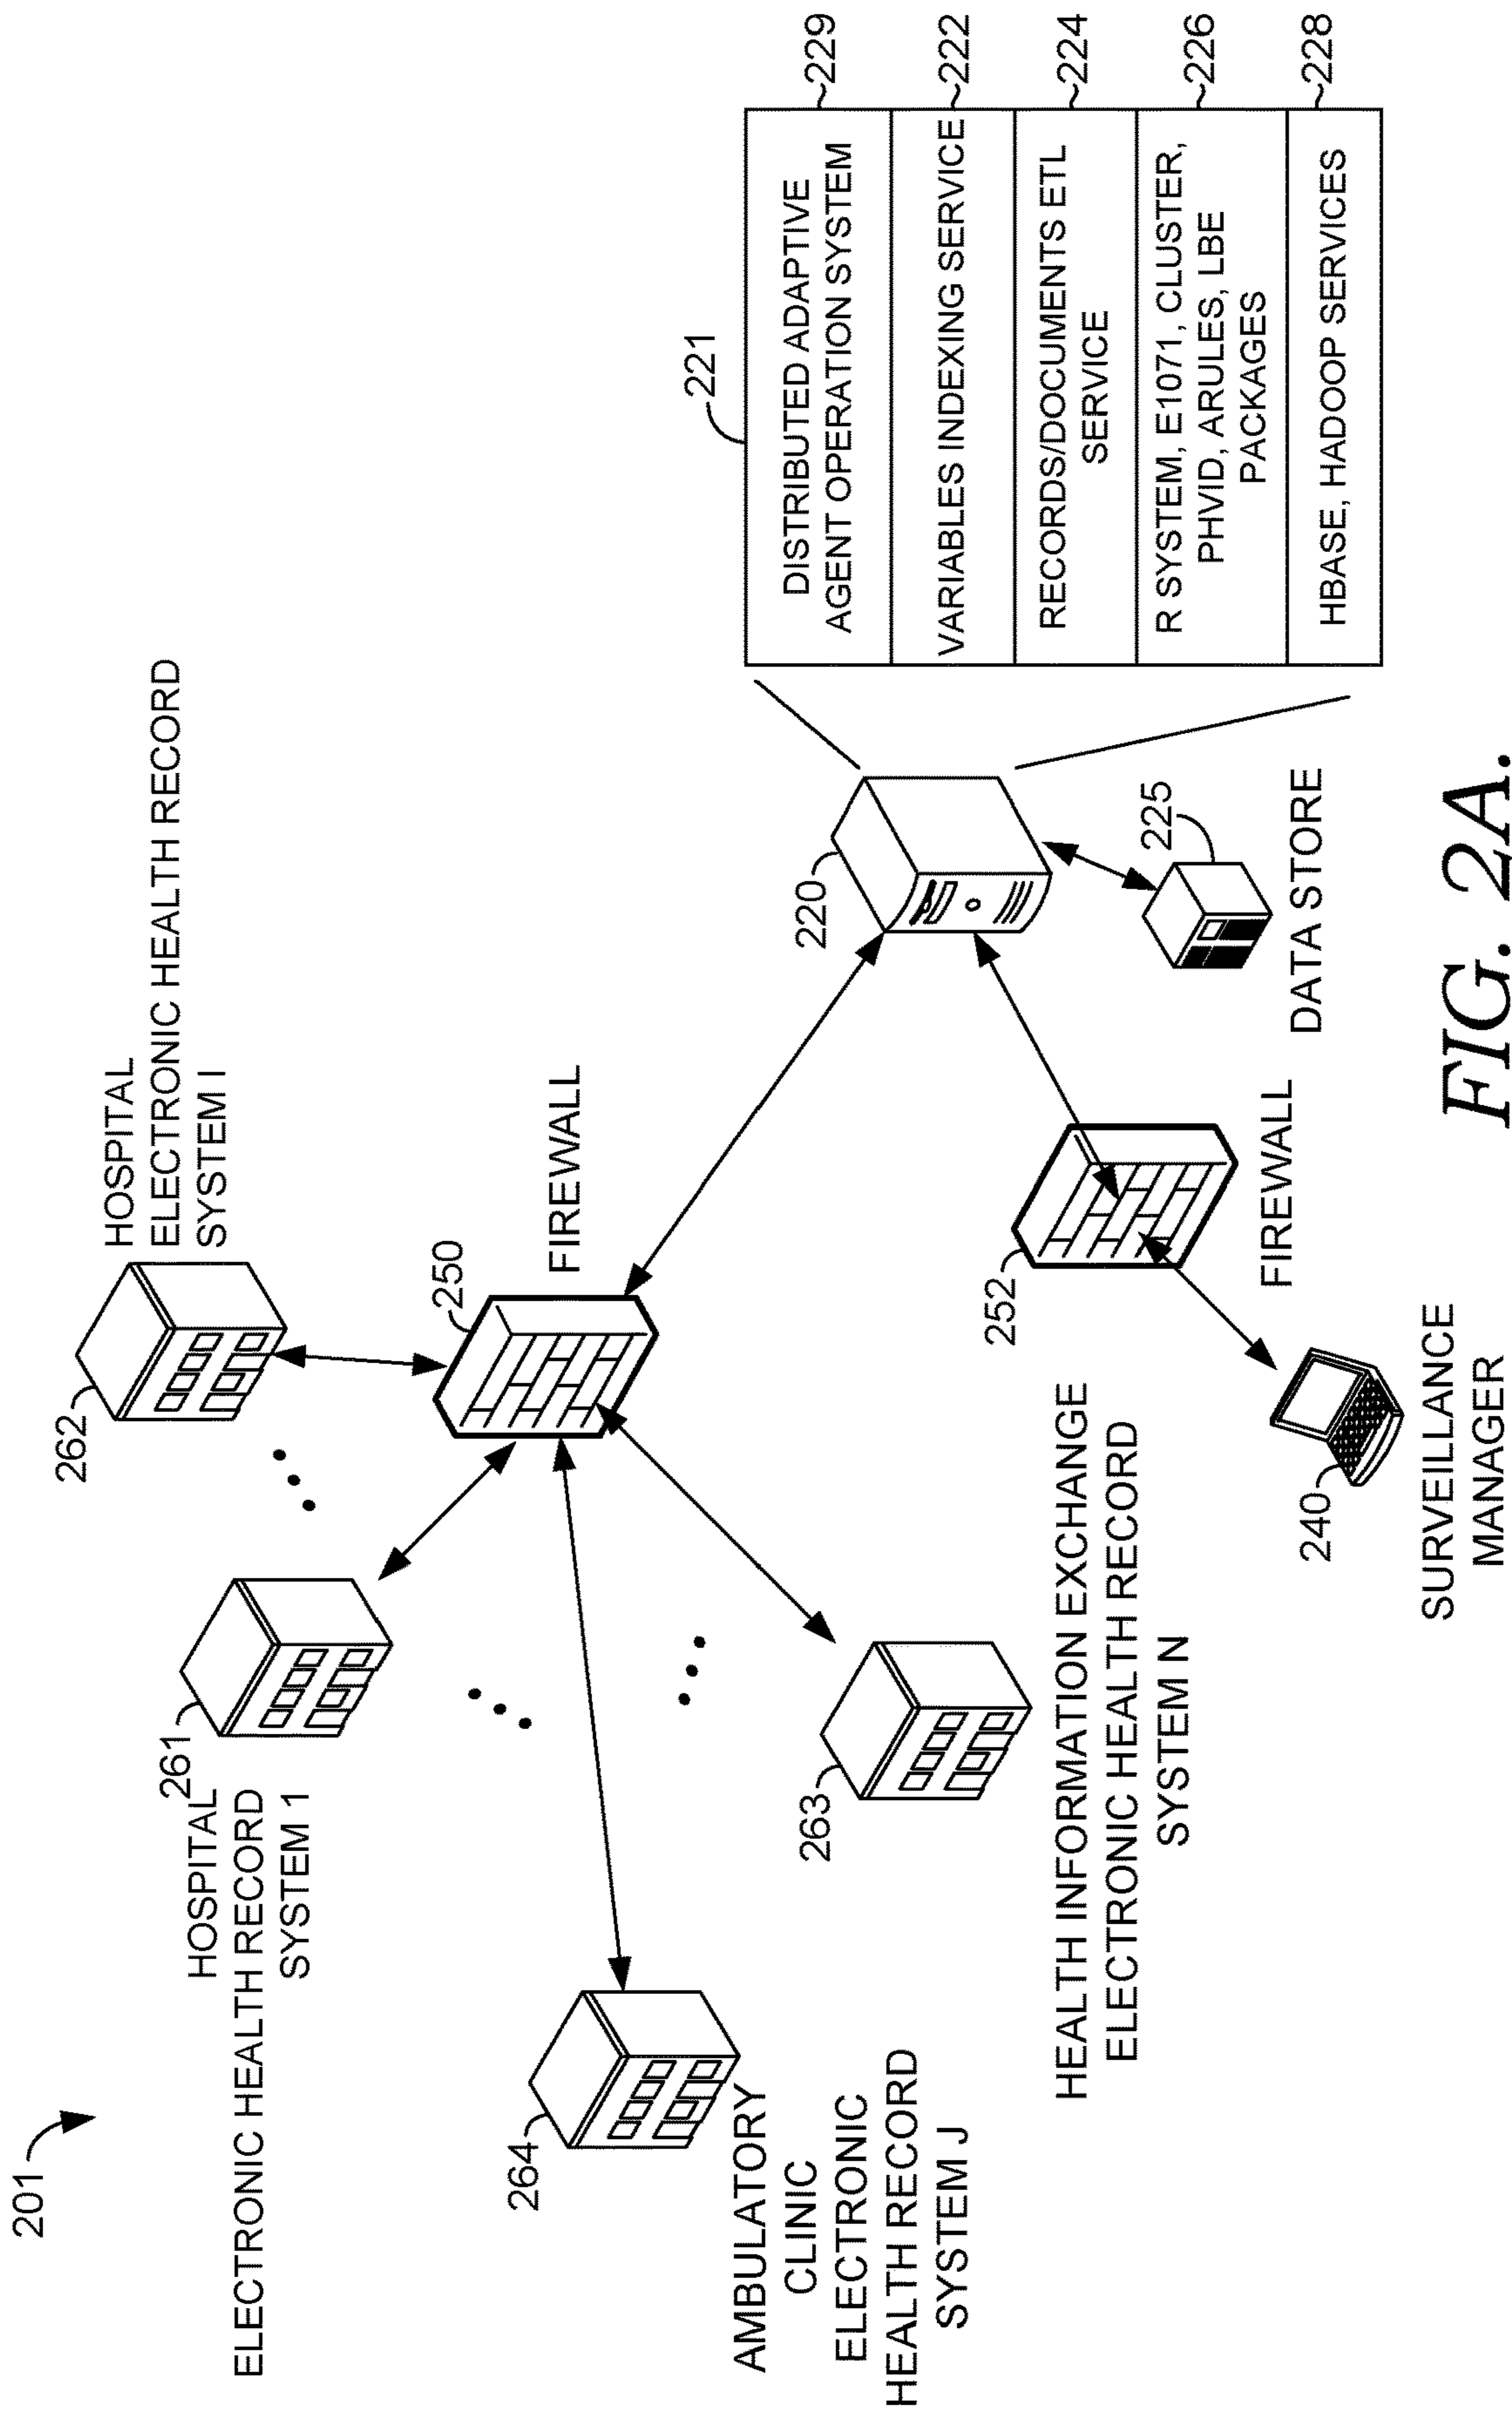 201
HOSPITAL
ELECTRONIC HEALTH RECORD
SYSTEM I
262
HOSPITAL
ELECTRONIC HEALTH RECORD
SYSTEM 1
261
250
FIREWALL
264
AMBULATORY
CLINIC
ELECTRONIC
HEALTH RECORD
SYSTEM J
263
HEALTH INFORMATION EXCHANGE
ELECTRONIC HEALTH RECORD
SYSTEM N
220
221
DISTRIBUTED ADAPTIVE
AGENT OPERATION SYSTEM
229
VARIABLES INDEXING SERVICE
222
RECORDS/DOCUMENTS ETL
SERVICE
224
R SYSTEM, E1071, CLUSTER,
PHVID, ARULES, LBE
PACKAGES
226
HBASE, HADOOP SERVICES
228
225
DATA STORE
252
FIREWALL
240
SURVEILLANCE
MANAGER
FIG. 2A.